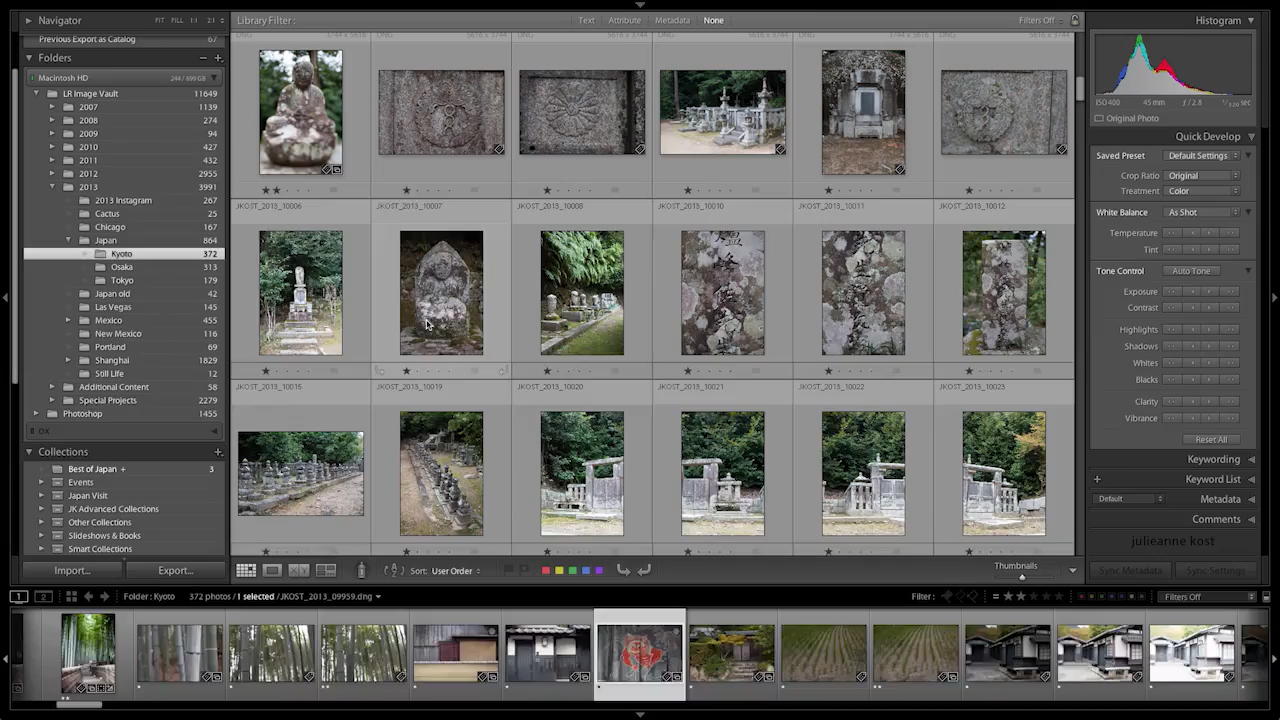 Navigator FIT FILL 1:1 2:1
Previous Export as Catalog 67
Folders
Macintosh HD 244 / 699 GB
LR Image Vault 11649
2007 1139
2008 274
2009 94
2010 427
2011 432
2012 2955
2013 3991
2013 Instagram 267
Cactus 25
Chicago 167
Japan 864
Kyoto 372
Osaka 313
Tokyo 179
Japan old 42
Las Vegas 145
Mexico 455
New Mexico 116
Portland 69
Shanghai 1829
Still Life 12
Additional Content 58
Special Projects 2279
Photoshop 1455
Collections
Best of Japan + 3
Events
Japan Visit
JK Advanced Collections
Other Collections
Slideshows & Books
Smart Collections
Import... Export...
Library Filter: Text Attribute Metadata None Filters Off
JKOST_2013_10006 JKOST_2013_10007 JKOST_2013_10008 JKOST_2013_10010 JKOST_2013_10011 JKOST_2013_10012
JKOST_2013_10015 JKOST_2013_10019 JKOST_2013_10020 JKOST_2013_10021 JKOST_2013_10022 JKOST_2013_10023
Sort: User Order
Thumbnails
Histogram
ISO 400 45 mm f / 2.8
Original Photo
Quick Develop
Saved Preset Default Settings
Crop Ratio Original
Treatment Color
White Balance As Shot
Temperature
Tint
Tone Control Auto Tone
Exposure
Contrast
Highlights
Shadows
Whites
Blacks
Clarity
Vibrance
Reset All
Keywording
Keyword List
Default Metadata
Comments
julieanne kost
Sync Metadata Sync Settings
1 2 Folder : Kyoto 372 photos / 1 selected / JKOST_2013_09959.dng Filter : Filters Off